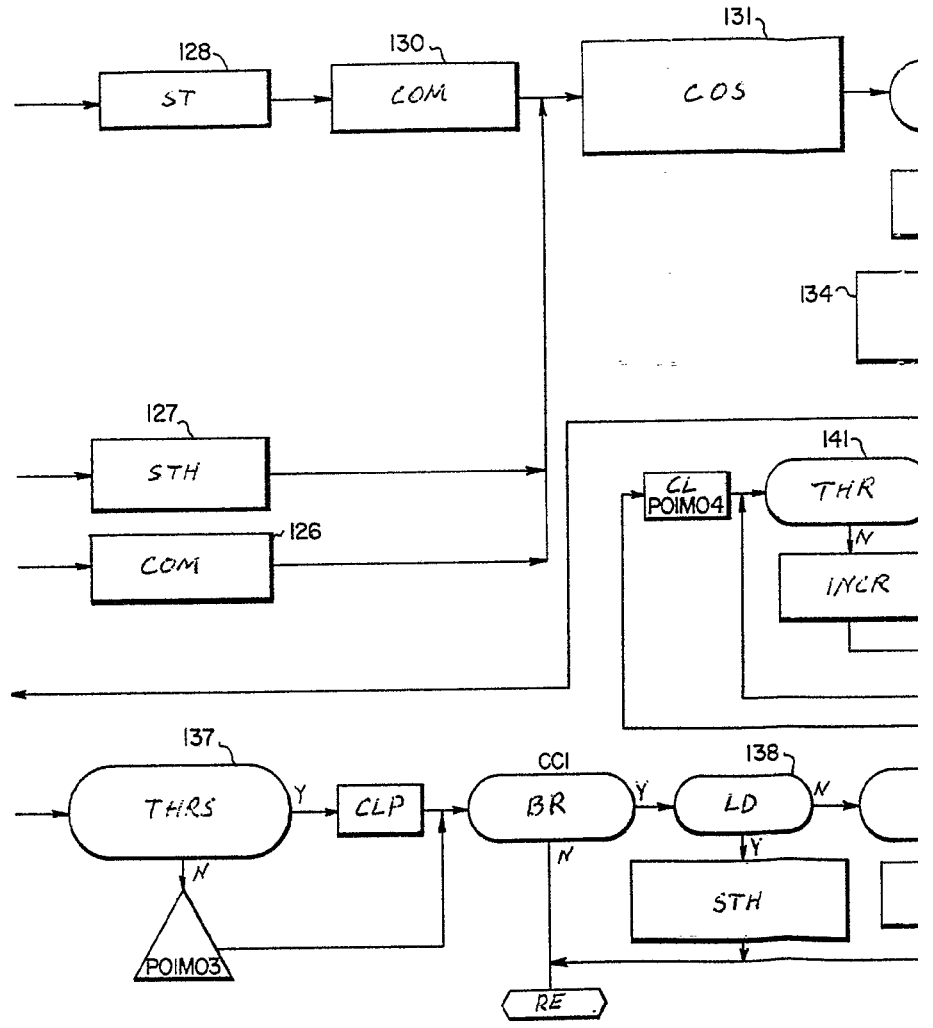 131
128
130
ST
COM
COS
134
127
STH
126
COM
141
CL
POIMO4
THR
N
INCR
137
CCI
138
THRS
Y
CLP
BR
Y
LD
N
N
N
Y
STH
POIMO3
RE